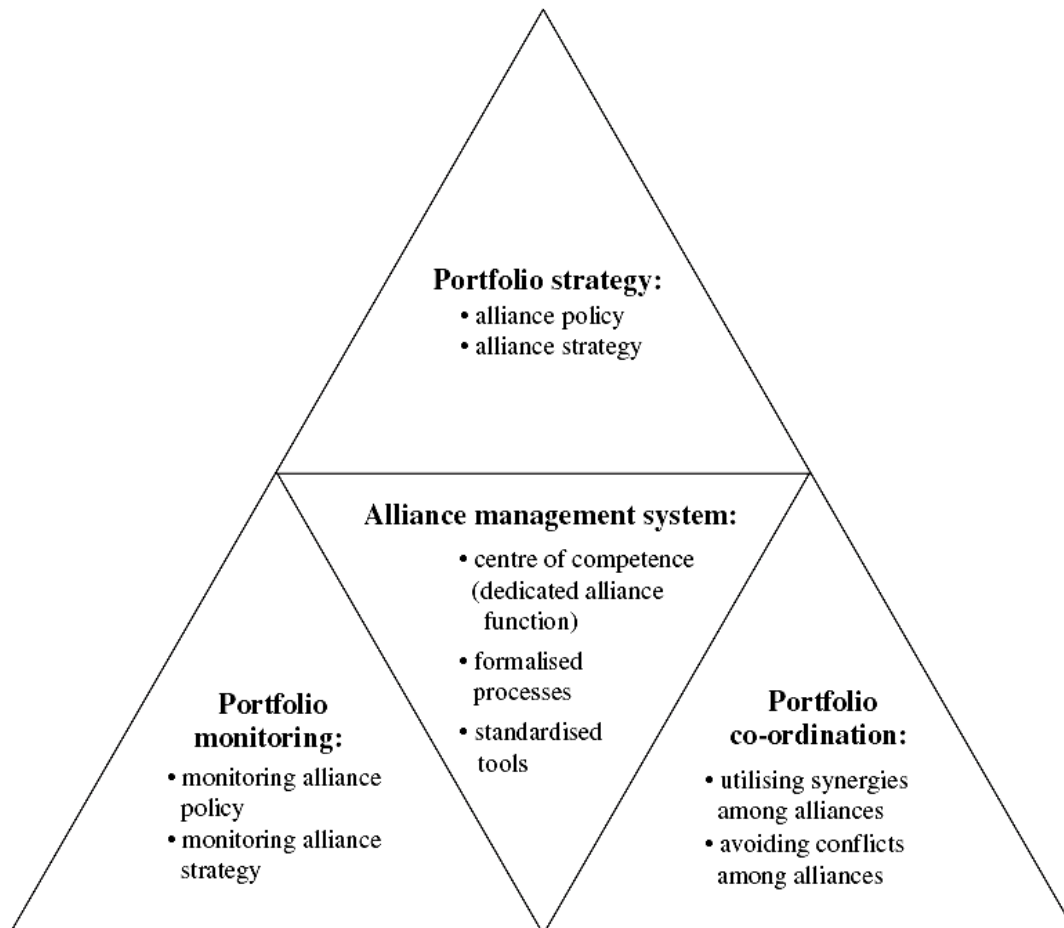 Portfolio strategy:
• alliance policy
• alliance strategy
Alliance management system:
• centre of competence
(dedicated alliance
function)
• formalised
processes
• standardised
tools
Portfolio
monitoring:
• monitoring alliance
policy
• monitoring alliance
strategy
Portfolio
co-ordination:
• utilising synergies
among alliances
• avoiding conflicts
among alliances